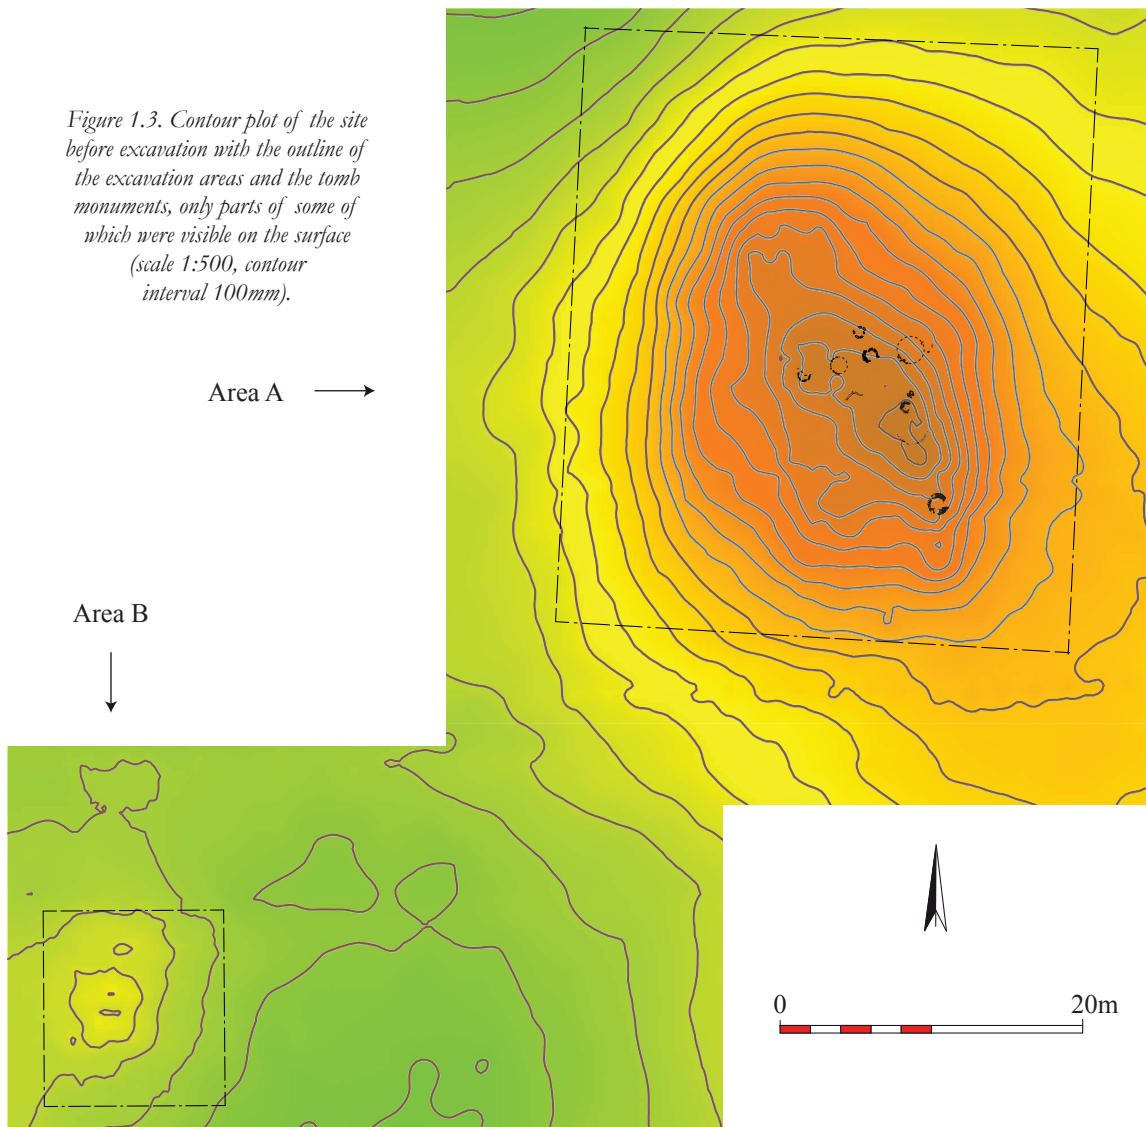 Figure 1.3. Contour plot of the site
before excavation with the outline of
the excavation areas and the tomb
monuments, only parts of some of
which were visible on the surface
(scale 1:500, contour
interval 100mm).
Area A
Area B
0 20m